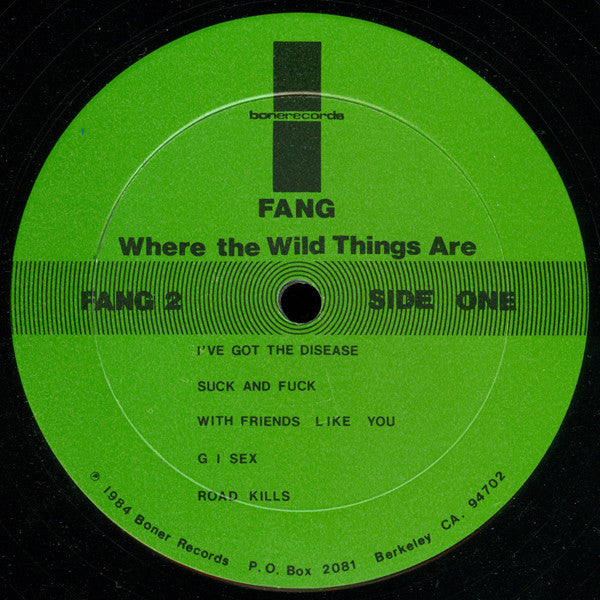 bonerecords
FANG
Where the Wild Things Are
FANG 2 SIDE ONE
I'VE GOT THE DISEASE
SUCK AND FUCK
WITH FRIENDS LIKE YOU
G I SEX
ROAD KILLS
℗ 1984 Boner Records P.O. Box 2081 Berkeley CA. 94702